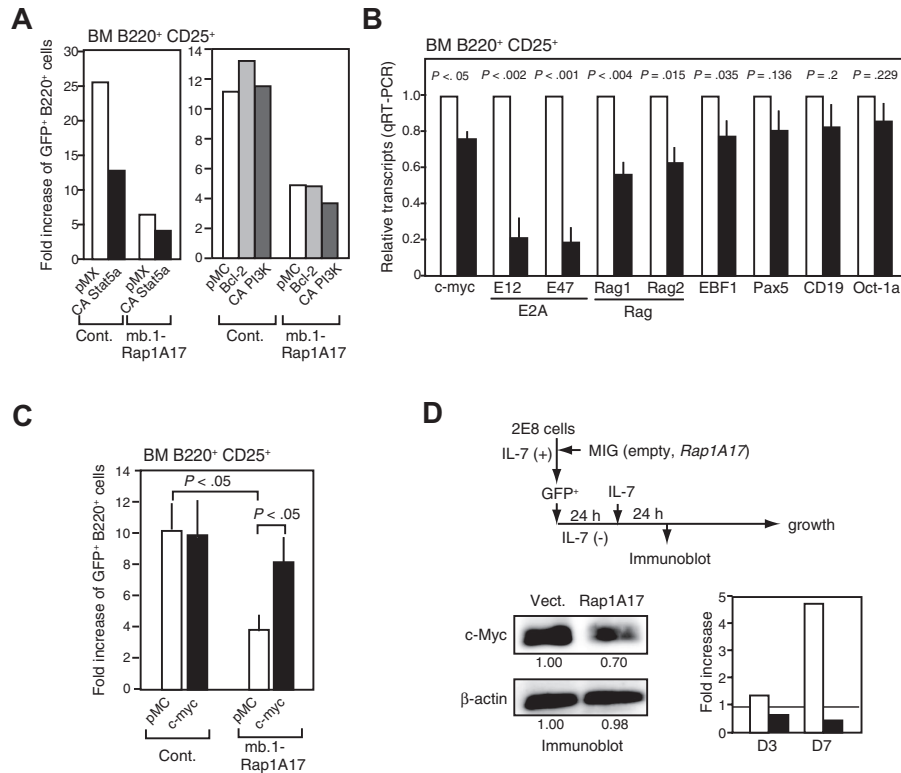 A
BM B220+ CD25+
Fold increase of GFP+ B220+ cells
30
25
20
15
10
5
0
pMX
CA Stat5a
pMX
CA Stat5a
Cont.
mb.1-
Rap1A17
14
12
10
8
6
4
2
0
pMC
Bcl-2
CA PI3K
pMC
Bcl-2
CA PI3K
Cont.
mb.1-
Rap1A17
B
BM B220+ CD25+
Relative transcripts (qRT-PCR)
P < .05 P < .002 P < .001 P < .004 P = .015 P = .035 P = .136 P = .2 P = .229
1.0
0.8
0.6
0.4
0.2
0
c-myc E12 E47 Rag1 Rag2 EBF1 Pax5 CD19 Oct-1a
E2A Rag
C
BM B220+ CD25+
Fold increase of GFP+ B220+ cells
14
12
10
8
6
4
2
0
P < .05
P < .05
pMC
c-myc
pMC
c-myc
Cont.
mb.1-
Rap1A17
D
2E8 cells
IL-7 (+)
MIG (empty, Rap1A17)
GFP+
IL-7
24 h
24 h
growth
IL-7 (-)
Immunoblot
Vect. Rap1A17
c-Myc
1.00 0.70
β-actin
1.00 0.98
Immunoblot
Fold incresase
5
4
3
2
1
0
D3 D7